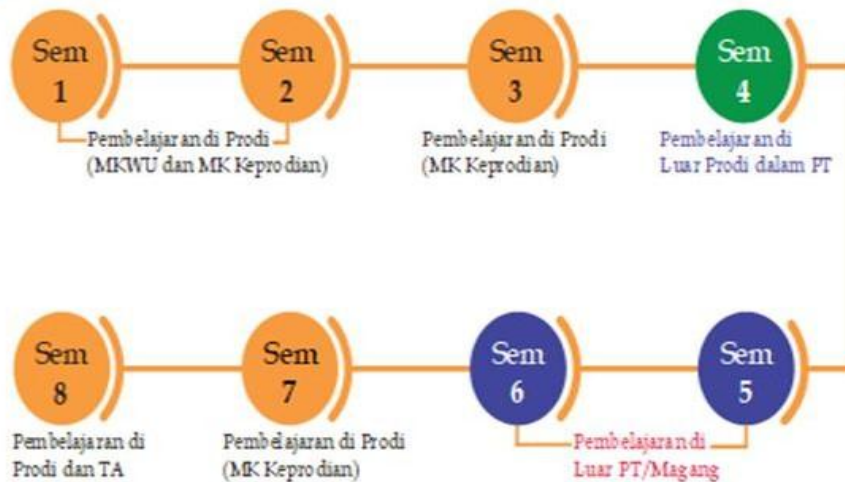 Sem
1
Sem
2
Sem
3
Sem
4
Pembelajaran di Prodi
(MKWU dan MK Keprodian)
Pembelajaran di Prodi
(MK Keprodian)
Pembelajaran di
Luar Prodi dalam PT
Sem
8
Sem
7
Sem
6
Sem
5
Pembelajaran di
Prodi dan TA
Pembelajaran di Prodi
(MK Keprodian)
Pembelajaran di
Luar PT/Magang